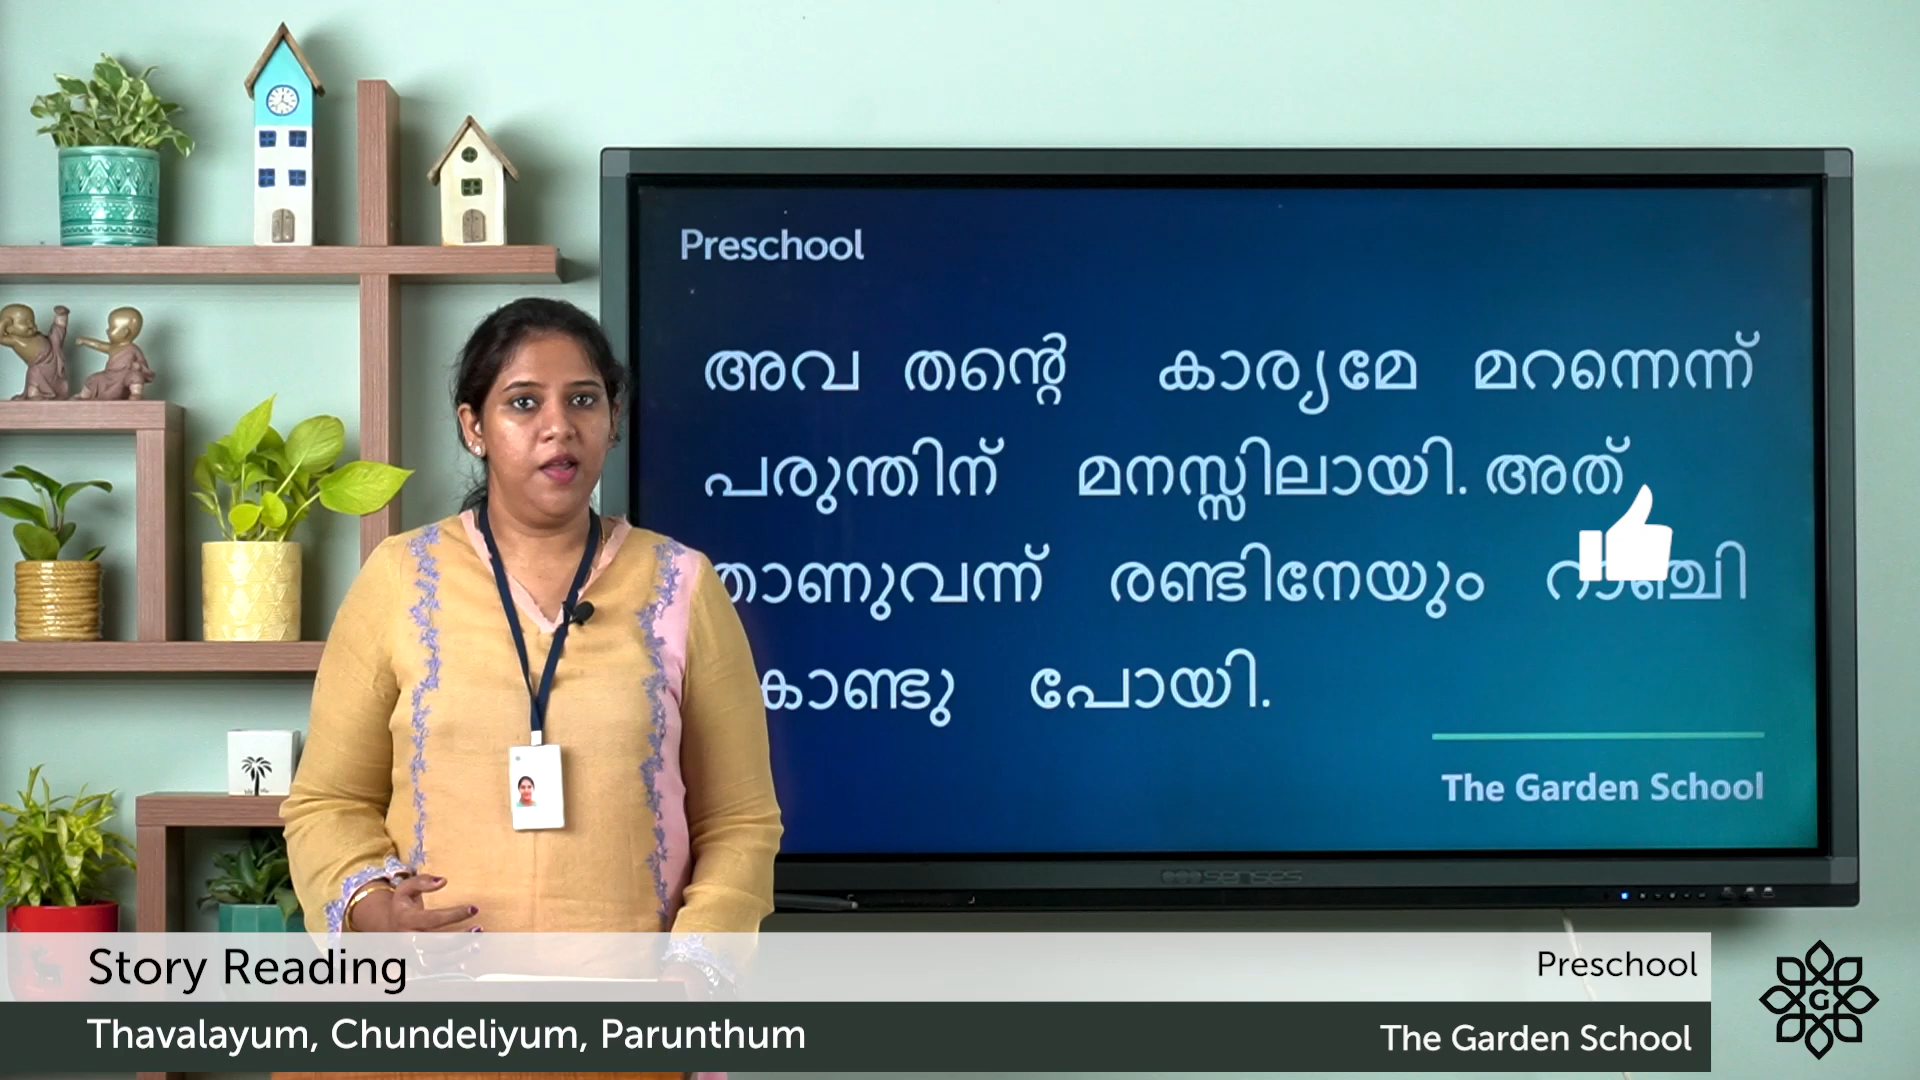 Preschool
അവ തന്റെ കാര്യമേ മറന്നെന്ന്
പരുന്തിന് മനസ്സിലായി. അത്
താണുവന്ന് രണ്ടിനേയും റാഞ്ചി
കൊണ്ടു പോയി.
The Garden School
Story Reading
Preschool
Thavalayum, Chundeliyum, Parunthum
The Garden School
G